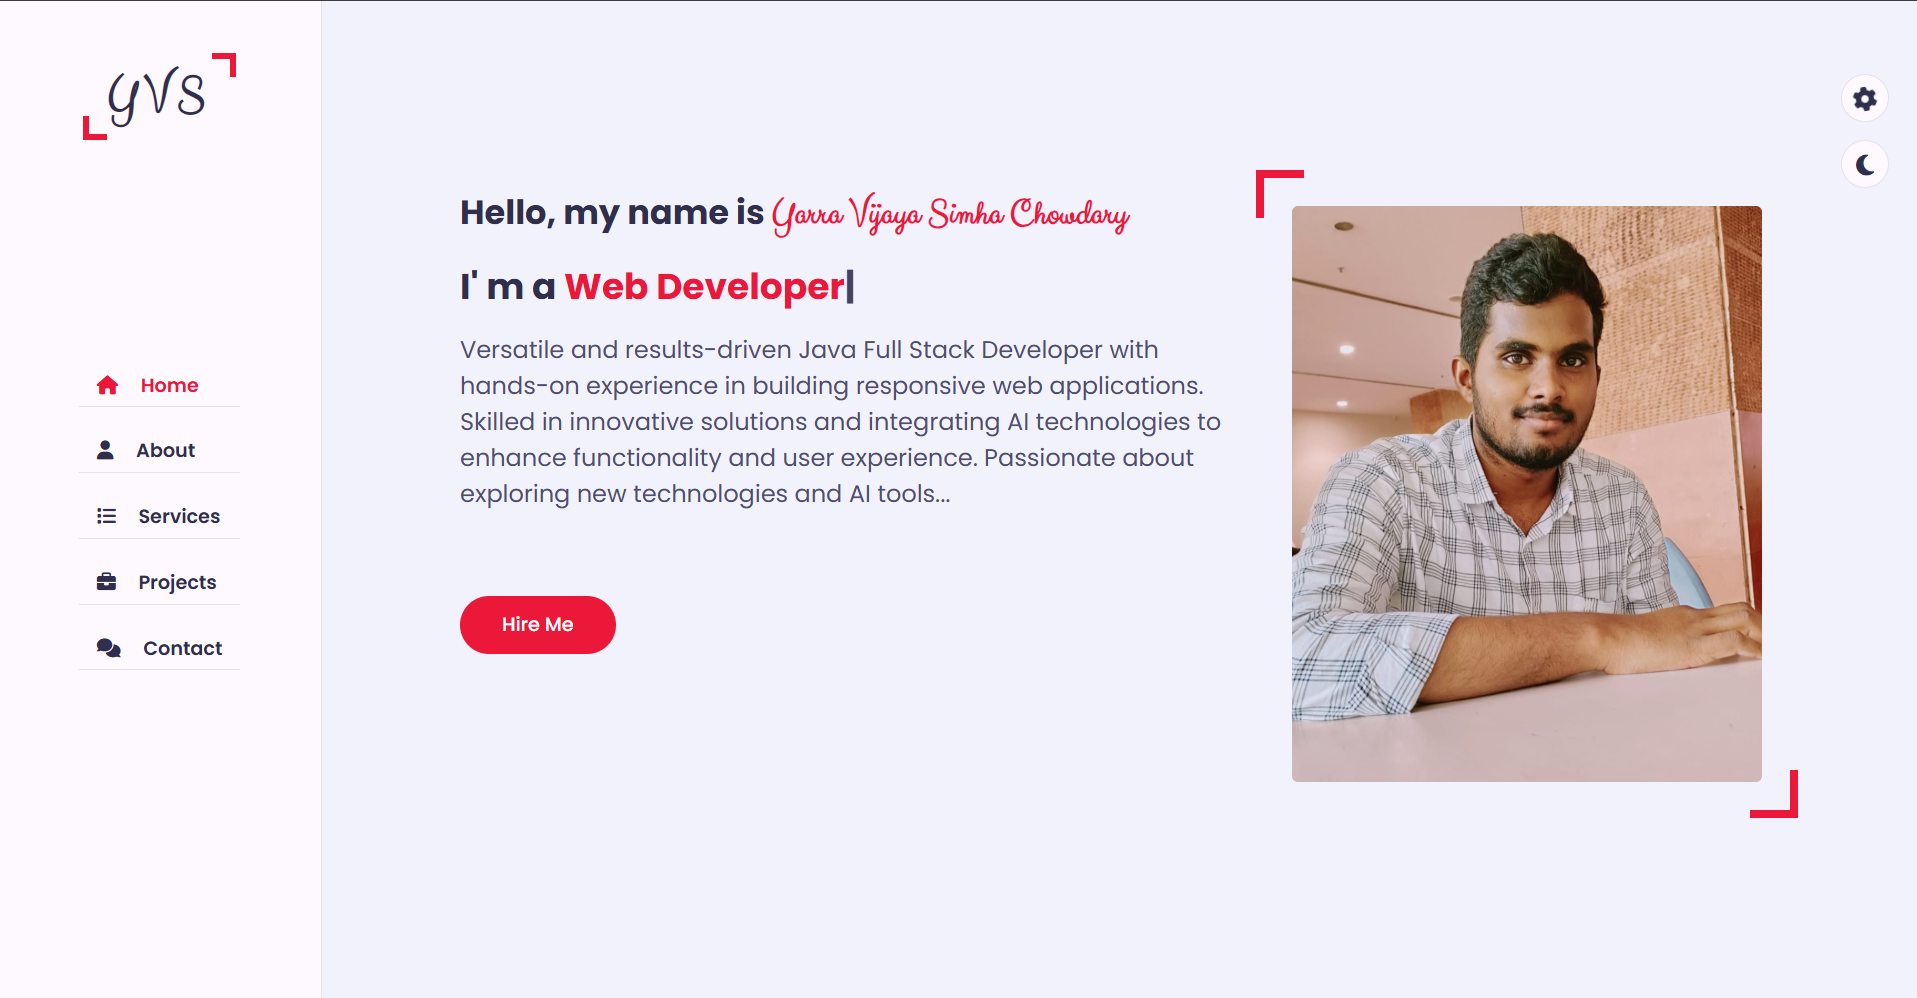 YVS
Home
About
Services
Projects
Contact
Hello, my name is Yarra Vijaya Simha Chowdary
I' m a Web Developer
Versatile and results-driven Java Full Stack Developer with
hands-on experience in building responsive web applications.
Skilled in innovative solutions and integrating AI technologies to
enhance functionality and user experience. Passionate about
exploring new technologies and AI tools...
Hire Me